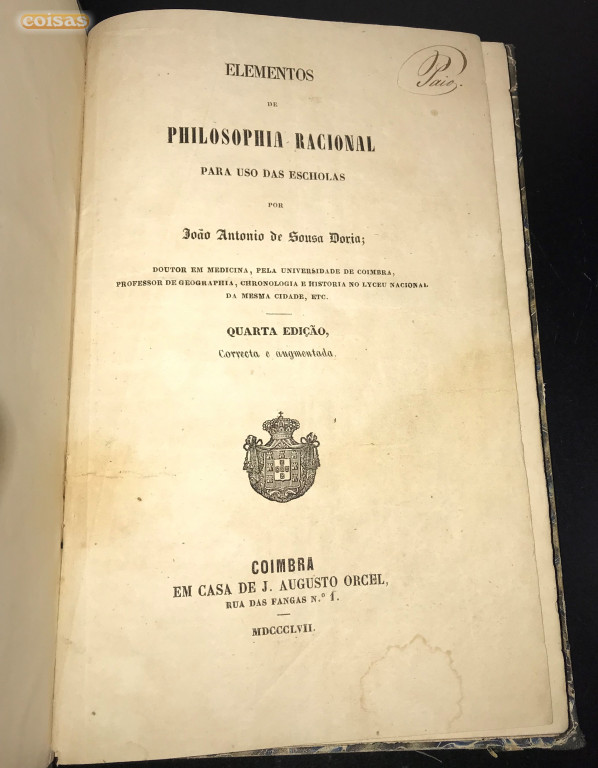 coisas
Paio.
ELEMENTOS
DE
PHILOSOPHIA RACIONAL
PARA USO DAS ESCHOLAS
POR
João Antonio de Sousa Doria;
DOUTOR EM MEDICINA, PELA UNIVERSIDADE DE COIMBRA,
PROFESSOR DE GEOGRAPHIA, CHRONOLOGIA E HISTORIA NO LYCEU NACIONAL
DA MESMA CIDADE, ETC.
QUARTA EDIÇÃO,
Correcta e augmentada.
COIMBRA
EM CASA DE J. AUGUSTO ORCEL,
RUA DAS FANGAS N.º 1.
MDCCCLVII.